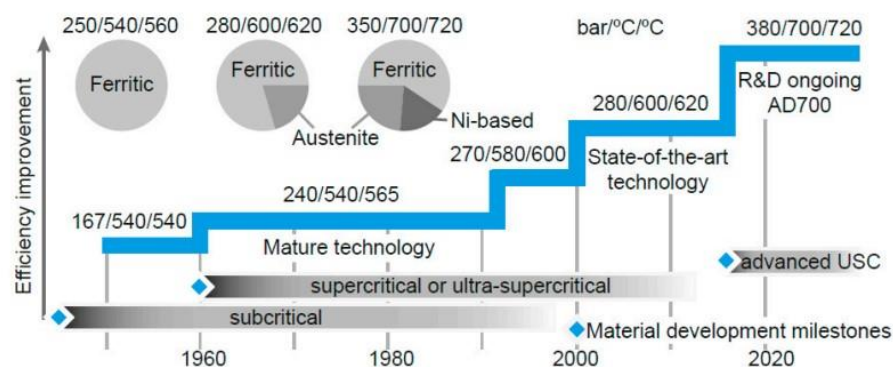 250/540/560 280/600/620 350/700/720 bar/ºC/ºC 380/700/720
Ferritic Ferritic Ferritic
Austenite Ni-based
R&D ongoing
AD700
280/600/620
270/580/600
State-of-the-art
technology
240/540/565
167/540/540
Mature technology
Efficiency improvement
advanced USC
supercritical or ultra-supercritical
subcritical
Material development milestones
1960 1980 2000 2020